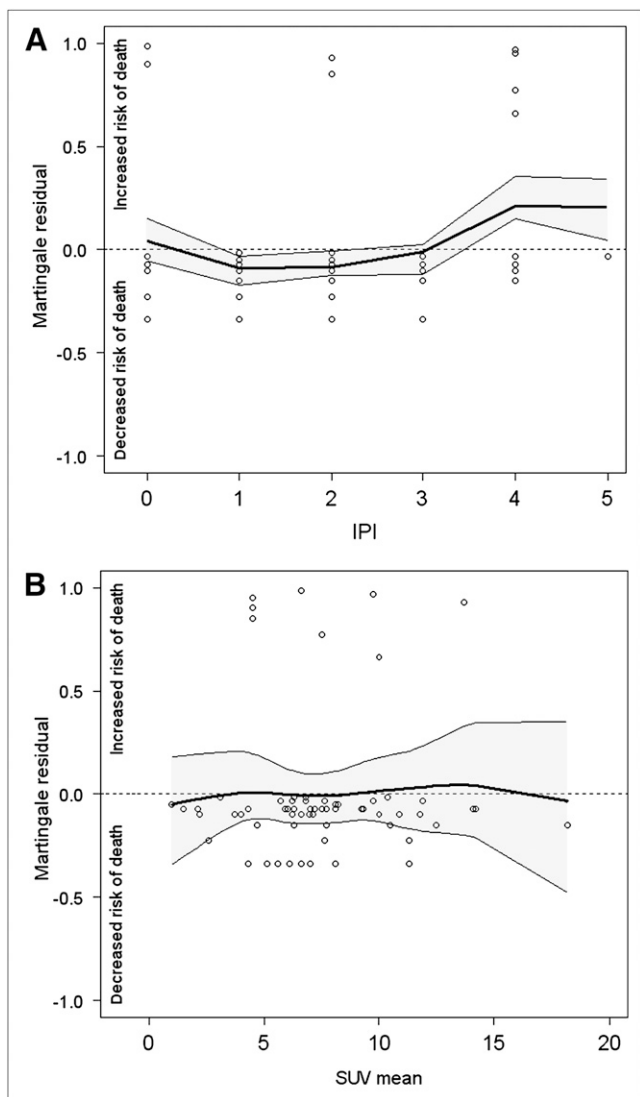 A
Increased risk of death
Decreased risk of death
Martingale residual
1.0
0.5
0.0
-0.5
-1.0
0 1 2 3 4 5
IPI
B
Increased risk of death
Decreased risk of death
Martingale residual
1.0
0.5
0.0
-0.5
-1.0
0 5 10 15 20
SUV mean